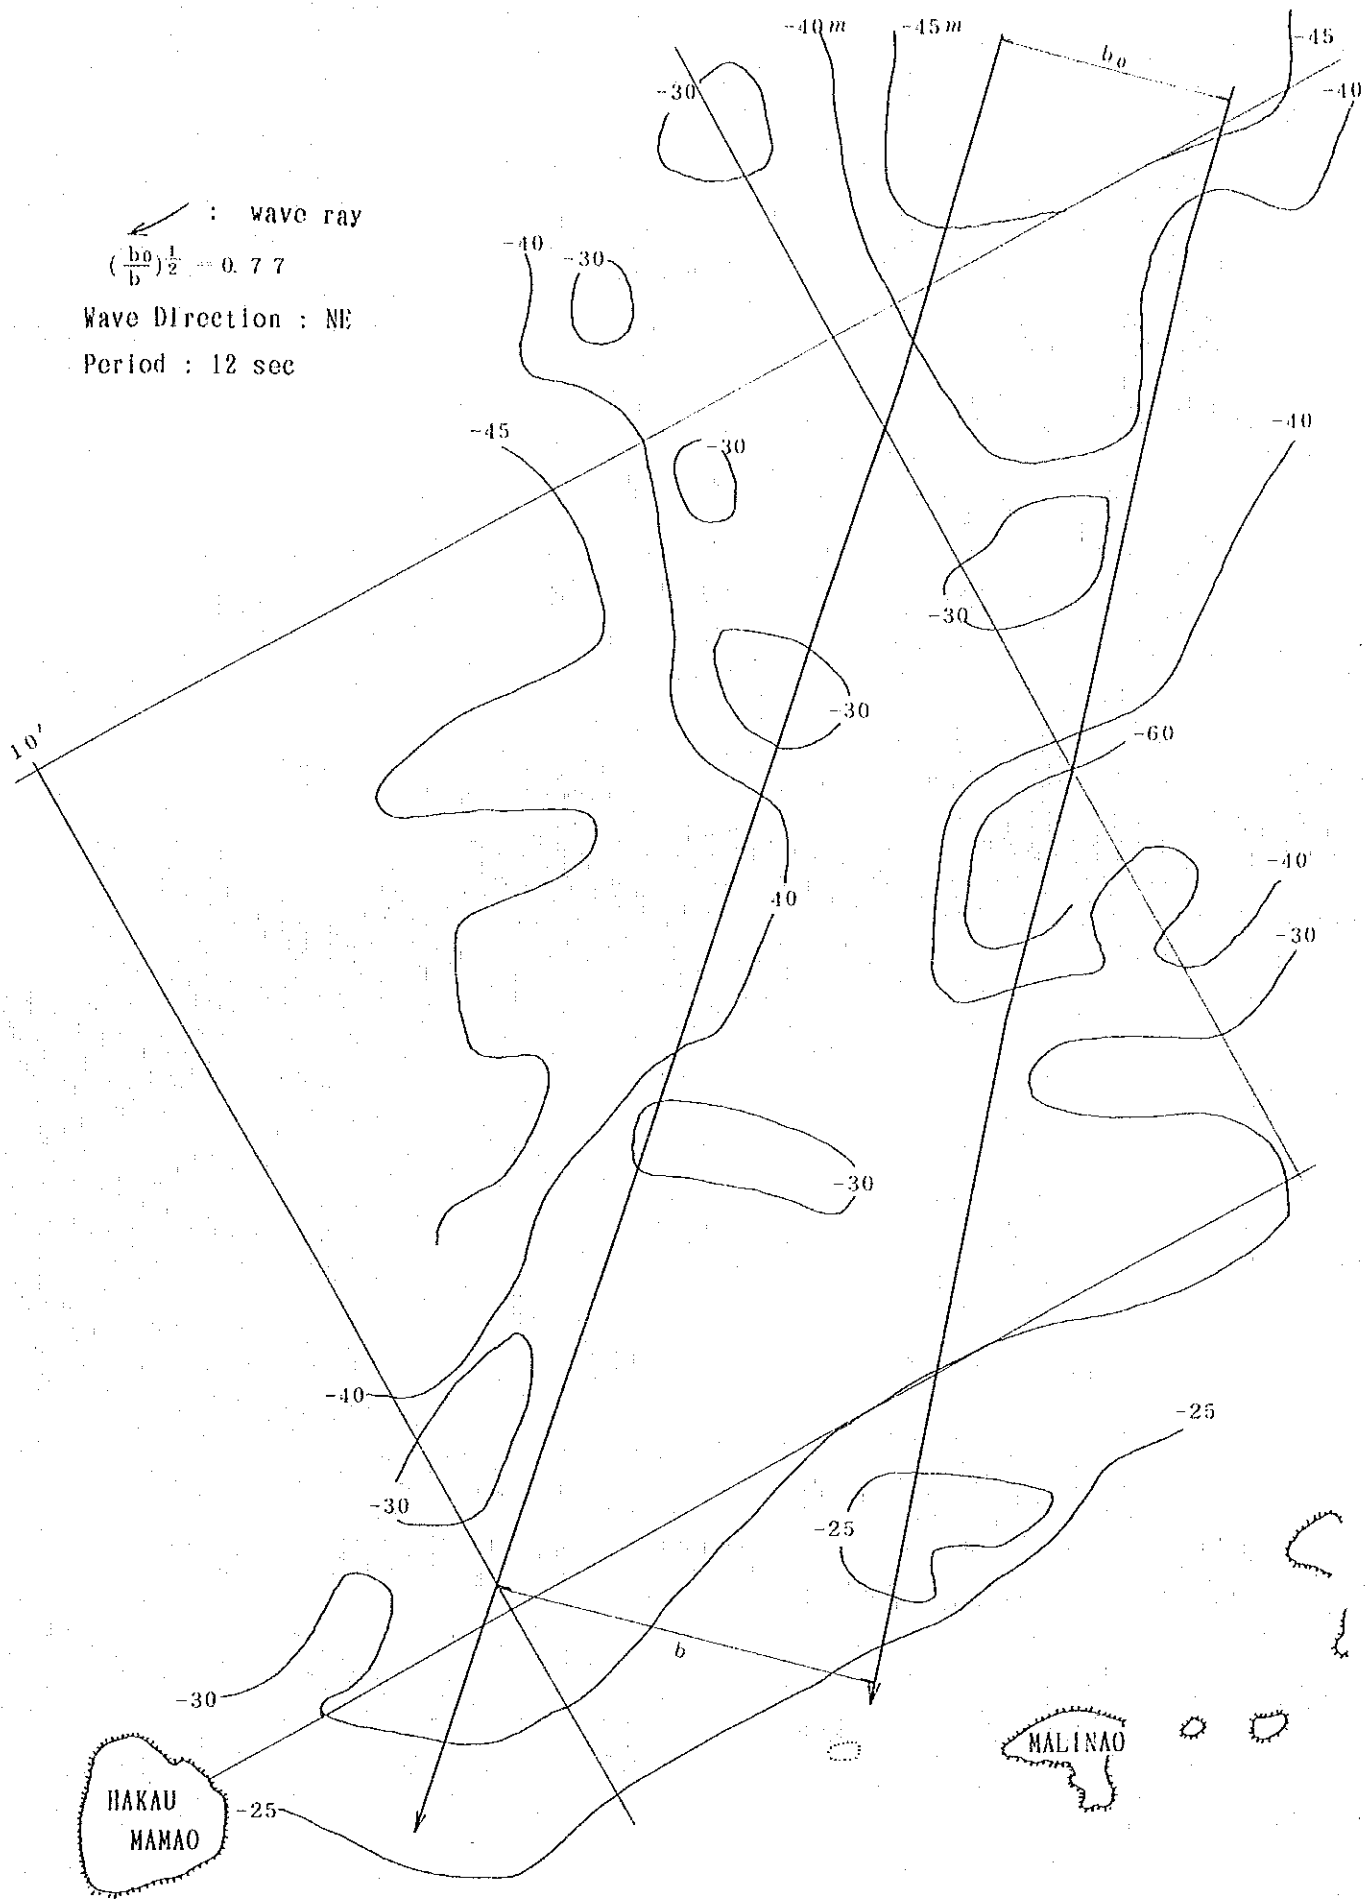 -40m
-45m
-45
b₀
-40
-30
: wave ray
(b₀/b)^½ = 0.77
Wave Direction : NE
Period : 12 sec
-40
-30
-45
-30
-40
-30
-30
10'
-60
-40
40
-30
-30
-40
-30
-25
-25
b
-30
MALINAO
HAKAU
MAMAO
-25